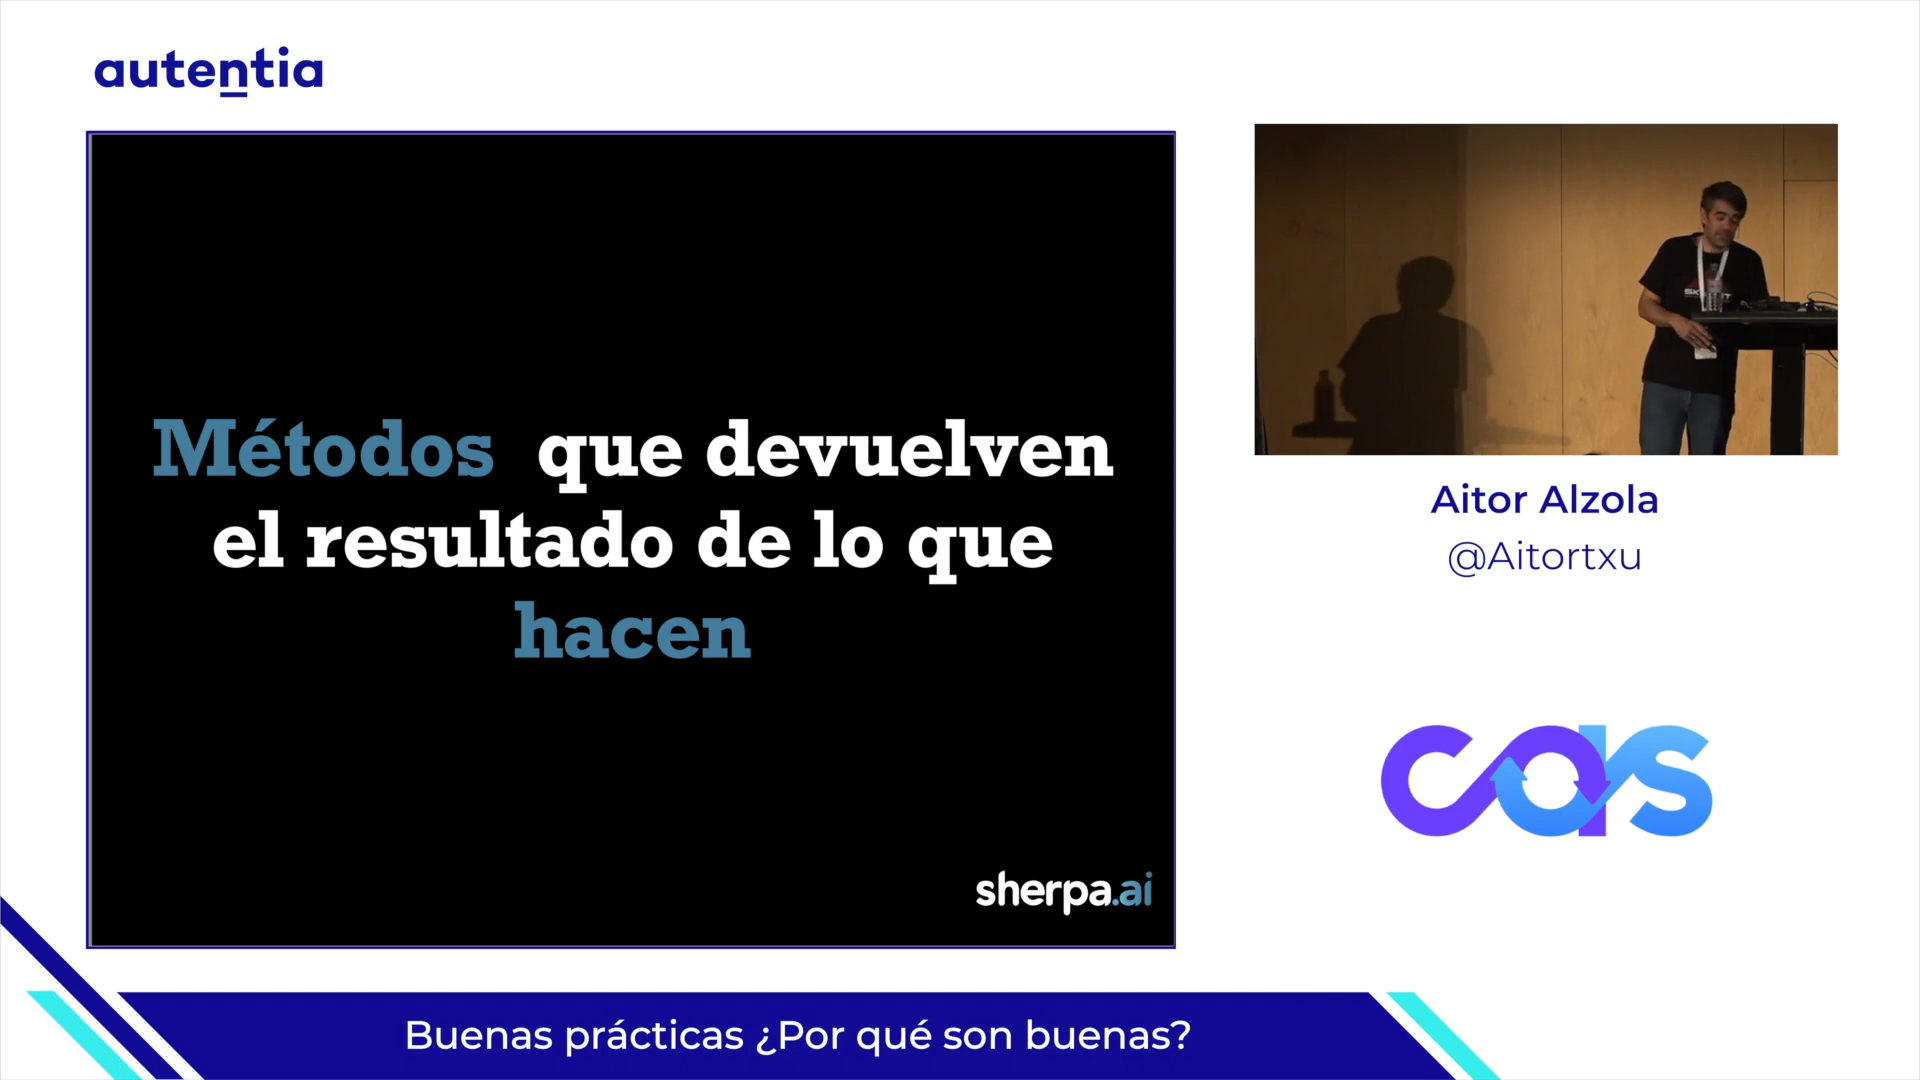 autentia
Métodos que devuelven
el resultado de lo que
hacen
sherpa.ai
Aitor Alzola
@Aitortxu
cas
Buenas prácticas ¿Por qué son buenas?